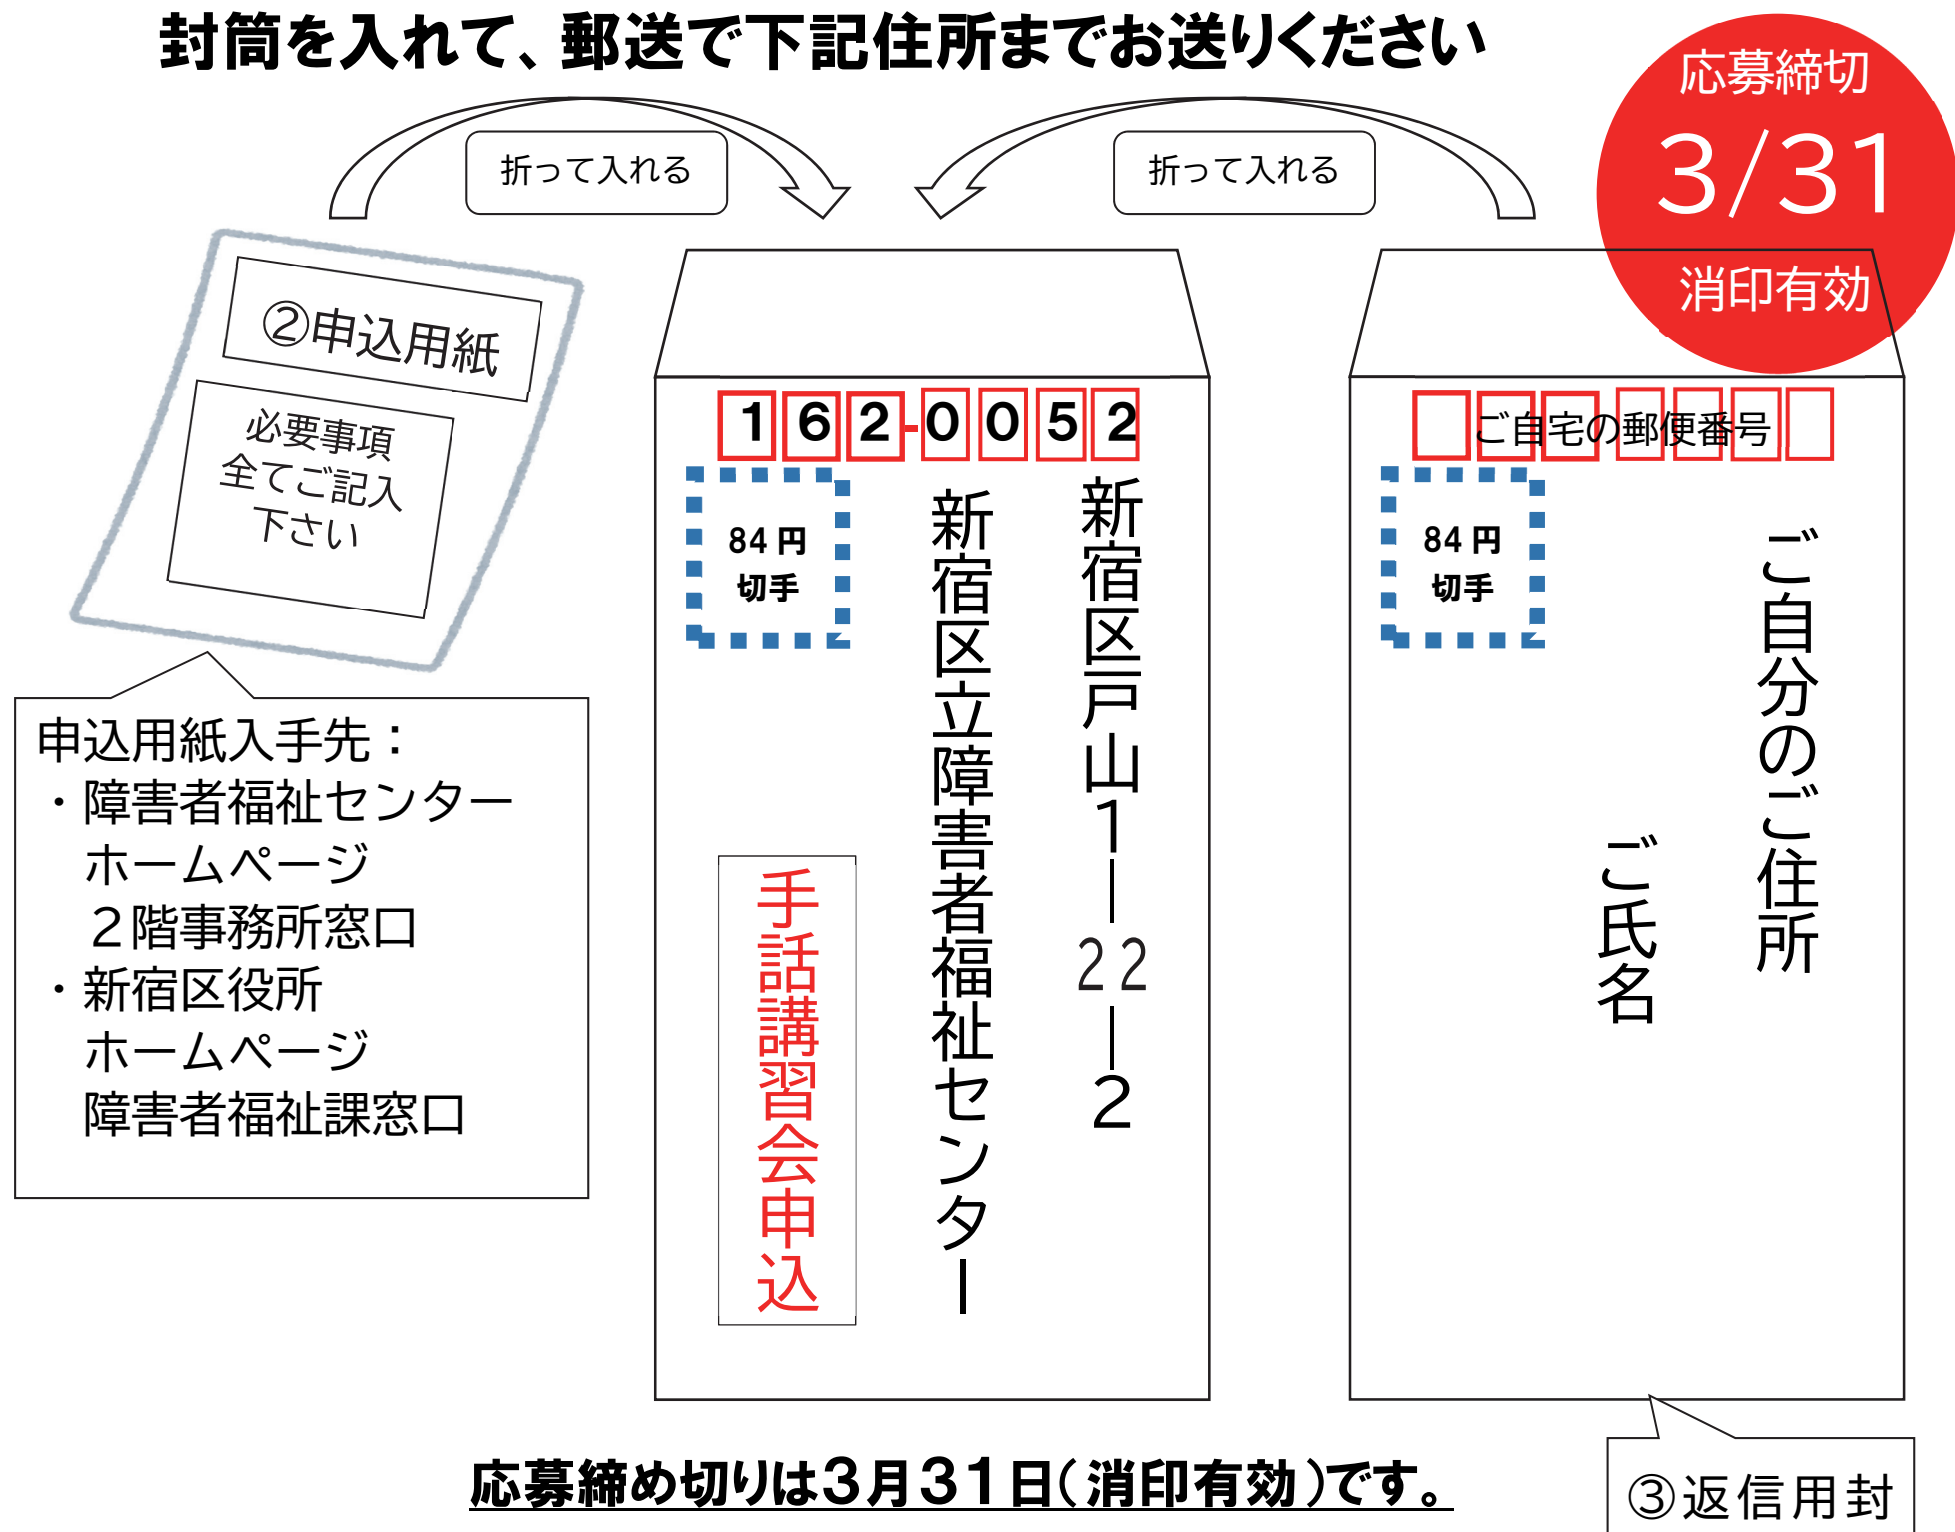 封筒を入れて、郵送で下記住所までお送りください
応募締切
3/31
消印有効
折って入れる
折って入れる
②申込用紙
必要事項
全てご記入
下さい
申込用紙入手先：
・障害者福祉センター
ホームページ
２階事務所窓口
・新宿区役所
ホームページ
障害者福祉課窓口
162-0052
84円
切手
新宿区戸山１―22―２
新宿区立障害者福祉センター
手話講習会申込
ご自宅の郵便番号
84円
切手
ご自分のご住所
ご氏名
応募締め切りは３月３１日（消印有効）です。
③返信用封